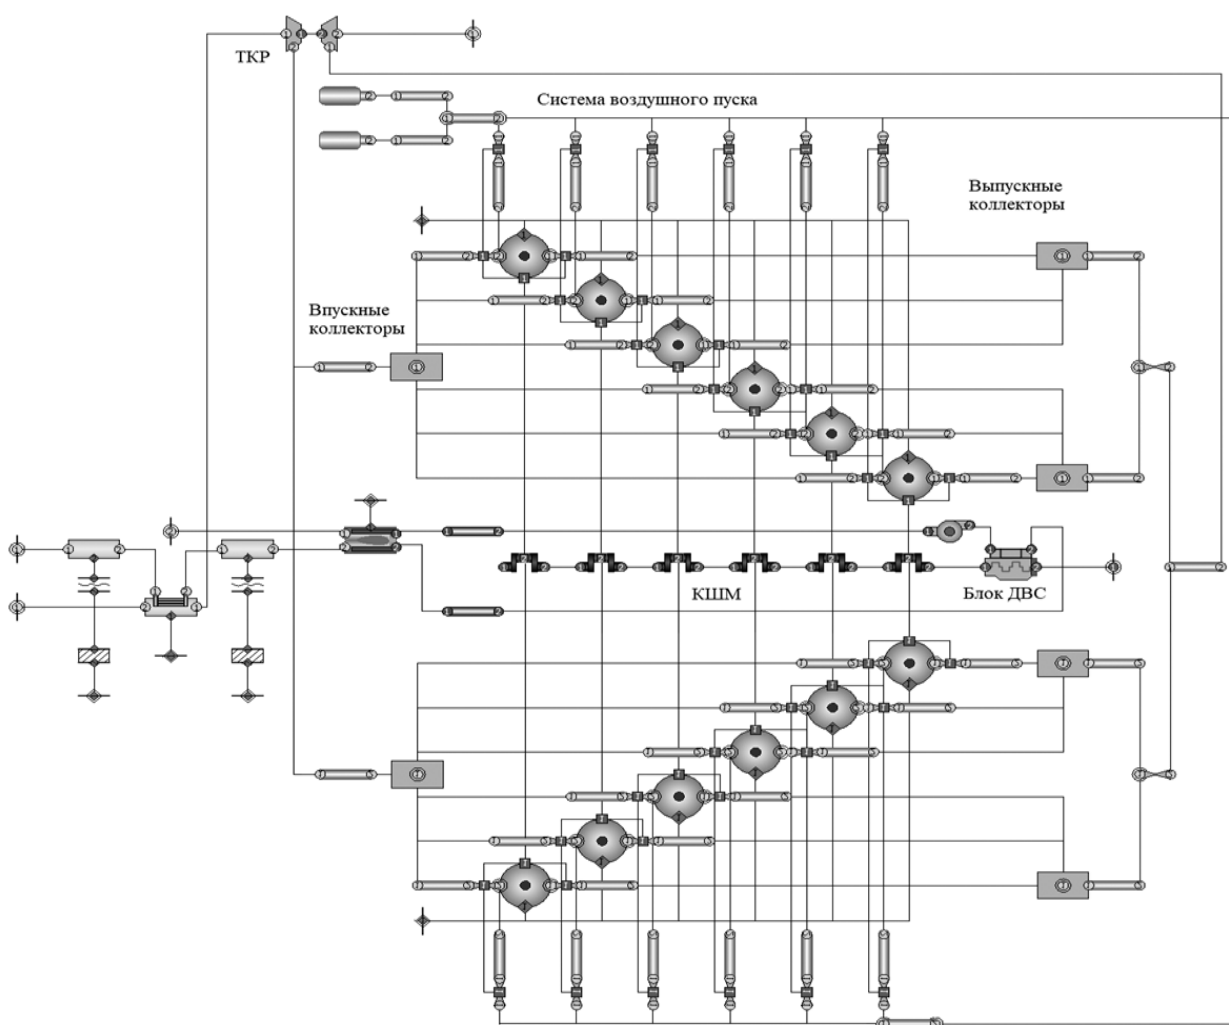 ТКР
Система воздушного пуска
Выпускные
коллекторы
Впускные
коллекторы
КШМ
Блок ДВС